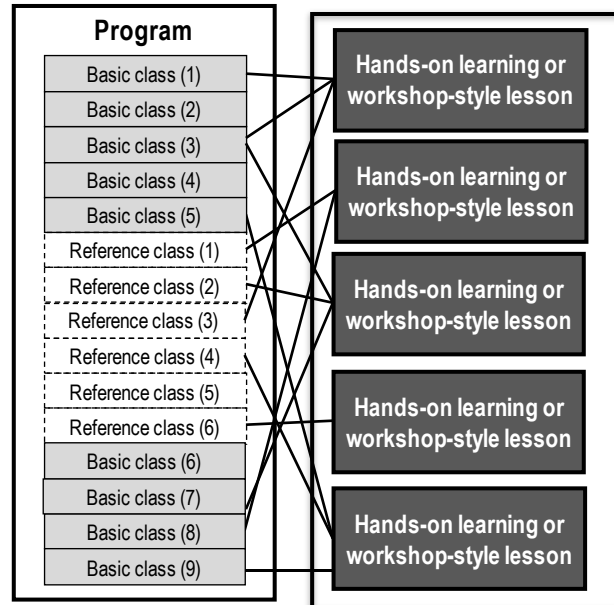 Program
Basic class (1)
Basic class (2)
Basic class (3)
Basic class (4)
Basic class (5)
Reference class (1)
Reference class (2)
Reference class (3)
Reference class (4)
Reference class (5)
Reference class (6)
Basic class (6)
Basic class (7)
Basic class (8)
Basic class (9)
Hands-on learning or
workshop-style lesson
Hands-on learning or
workshop-style lesson
Hands-on learning or
workshop-style lesson
Hands-on learning or
workshop-style lesson
Hands-on learning or
workshop-style lesson